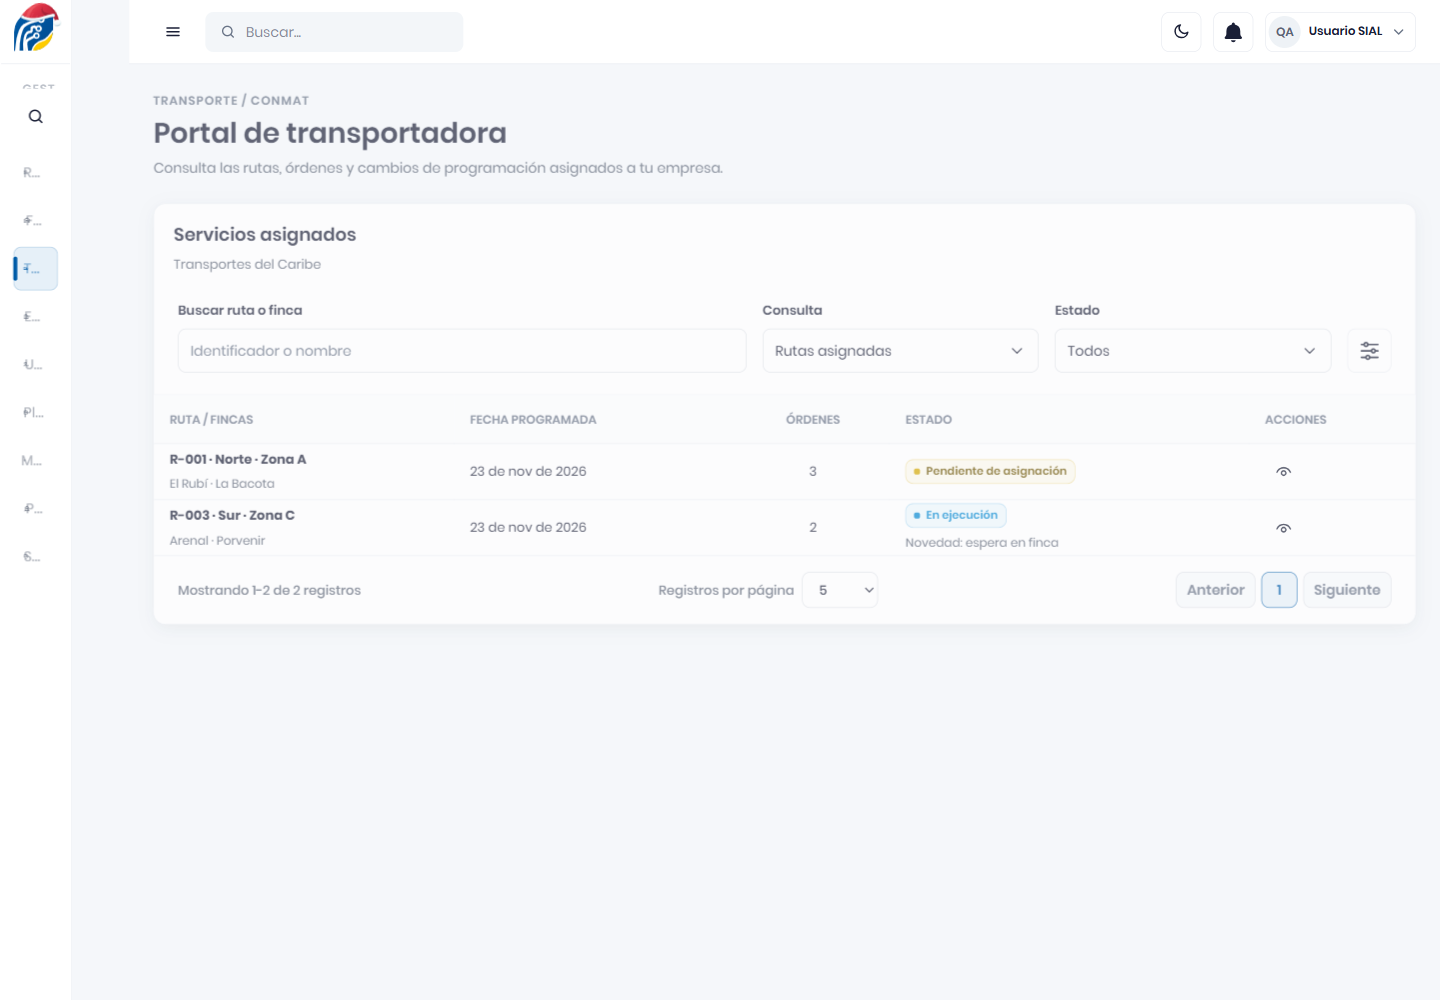 Buscar...
QA
Usuario SIAL
TRANSPORTE / CONMAT
Portal de transportadora
Consulta las rutas, órdenes y cambios de programación asignados a tu empresa.
R...
T...
E...
U...
Pl...
M...
P...
S...
Servicios asignados
Transportes del Caribe
Buscar ruta o finca
Consulta
Estado
Identificador o nombre
Rutas asignadas
Todos
RUTA / FINCAS
FECHA PROGRAMADA
ÓRDENES
ESTADO
ACCIONES
R-001 · Norte · Zona A
El Rubí · La Bacota
23 de nov de 2026
3
Pendiente de asignación
R-003 · Sur · Zona C
Arenal · Porvenir
23 de nov de 2026
2
En ejecución
Novedad: espera en finca
Mostrando 1-2 de 2 registros
Registros por página
5
Anterior
1
Siguiente